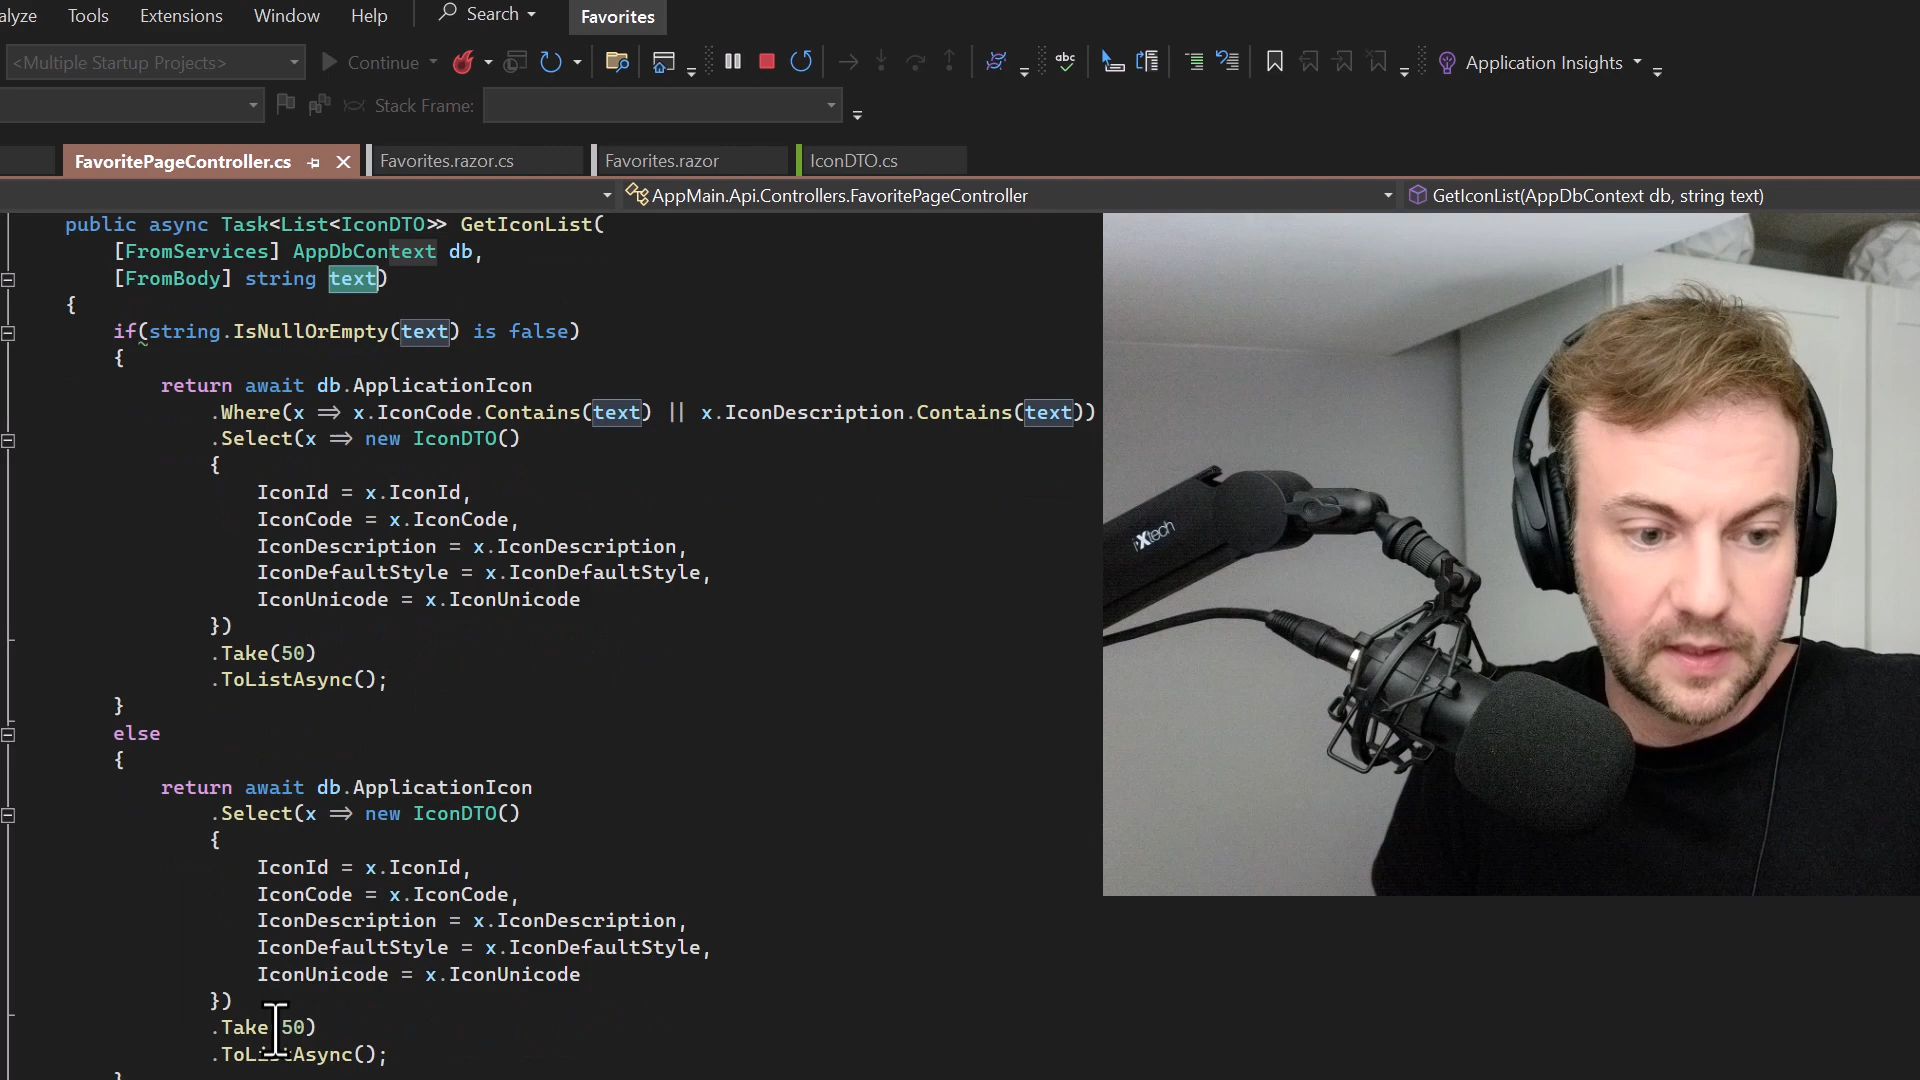 alyze Tools Extensions Window Help Search Favorites
<Multiple Startup Projects> Continue abc Application Insights
Stack Frame:
FavoritePageController.cs Favorites.razor.cs Favorites.razor IconDTO.cs
AppMain.Api.Controllers.FavoritePageController GetIconList(AppDbContext db, string text)
public async Task<List<IconDTO>> GetIconList(
[FromServices] AppDbContext db,
[FromBody] string text)
{
if(string.IsNullOrEmpty(text) is false)
{
return await db.ApplicationIcon
.Where(x => x.IconCode.Contains(text) || x.IconDescription.Contains(text))
.Select(x => new IconDTO()
{
IconId = x.IconId,
IconCode = x.IconCode,
IconDescription = x.IconDescription,
IconDefaultStyle = x.IconDefaultStyle,
IconUnicode = x.IconUnicode
})
.Take(50)
.ToListAsync();
}
else
{
return await db.ApplicationIcon
.Select(x => new IconDTO()
{
IconId = x.IconId,
IconCode = x.IconCode,
IconDescription = x.IconDescription,
IconDefaultStyle = x.IconDefaultStyle,
IconUnicode = x.IconUnicode
})
.Take(50)
.ToListAsync();
}